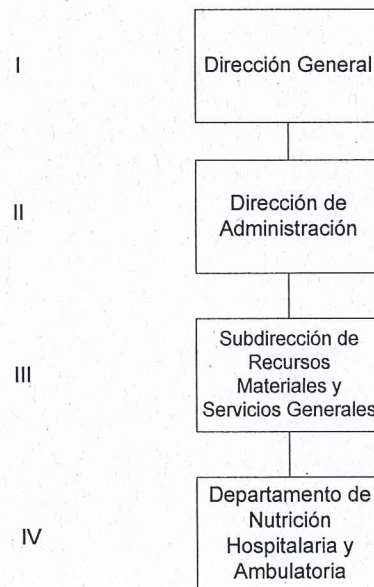 I
Dirección General
II
Dirección de
Administración
III
Subdirección de
Recursos
Materiales y
Servicios Generales
IV
Departamento de
Nutrición
Hospitalaria y
Ambulatoria